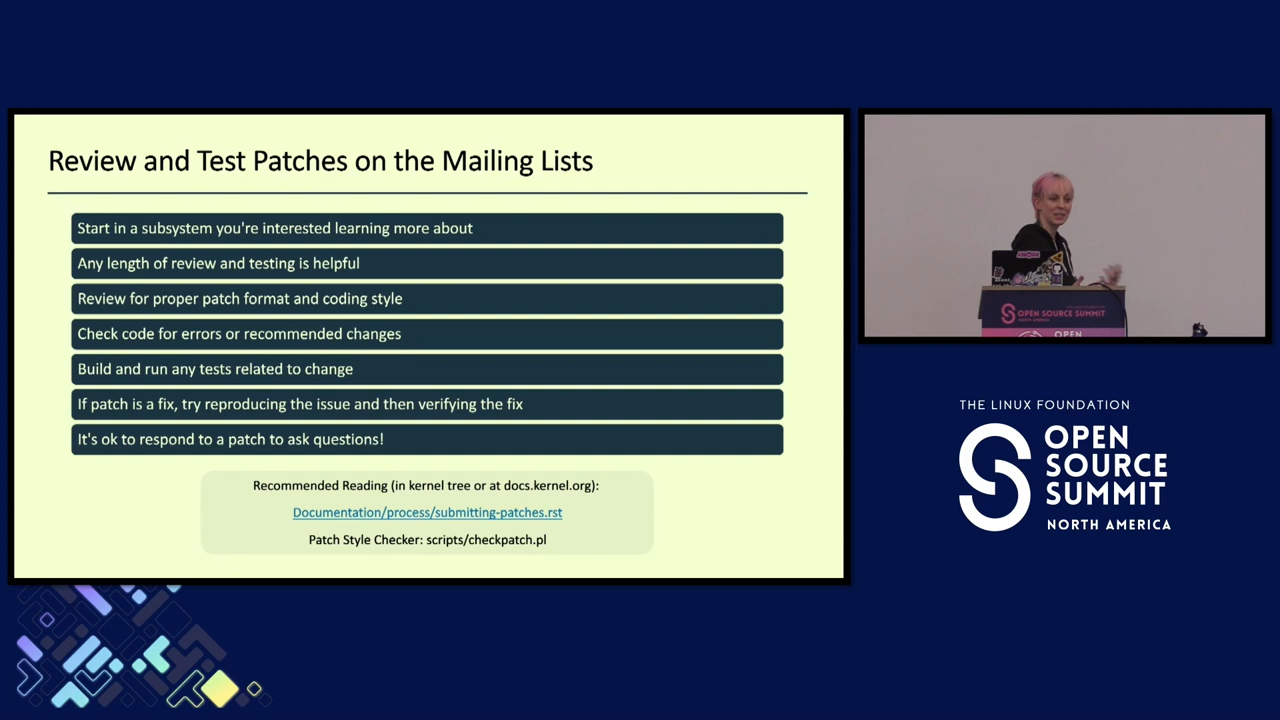 Review and Test Patches on the Mailing Lists
Start in a subsystem you're interested learning more about
Any length of review and testing is helpful
Review for proper patch format and coding style
Check code for errors or recommended changes
Build and run any tests related to change
If patch is a fix, try reproducing the issue and then verifying the fix
It's ok to respond to a patch to ask questions!
Recommended Reading (in kernel tree or at docs.kernel.org):
Documentation/process/submitting-patches.rst
Patch Style Checker: scripts/checkpatch.pl
OPEN SOURCE SUMMIT
OPEN
THE LINUX FOUNDATION
OPEN
SOURCE
SUMMIT
NORTH AMERICA